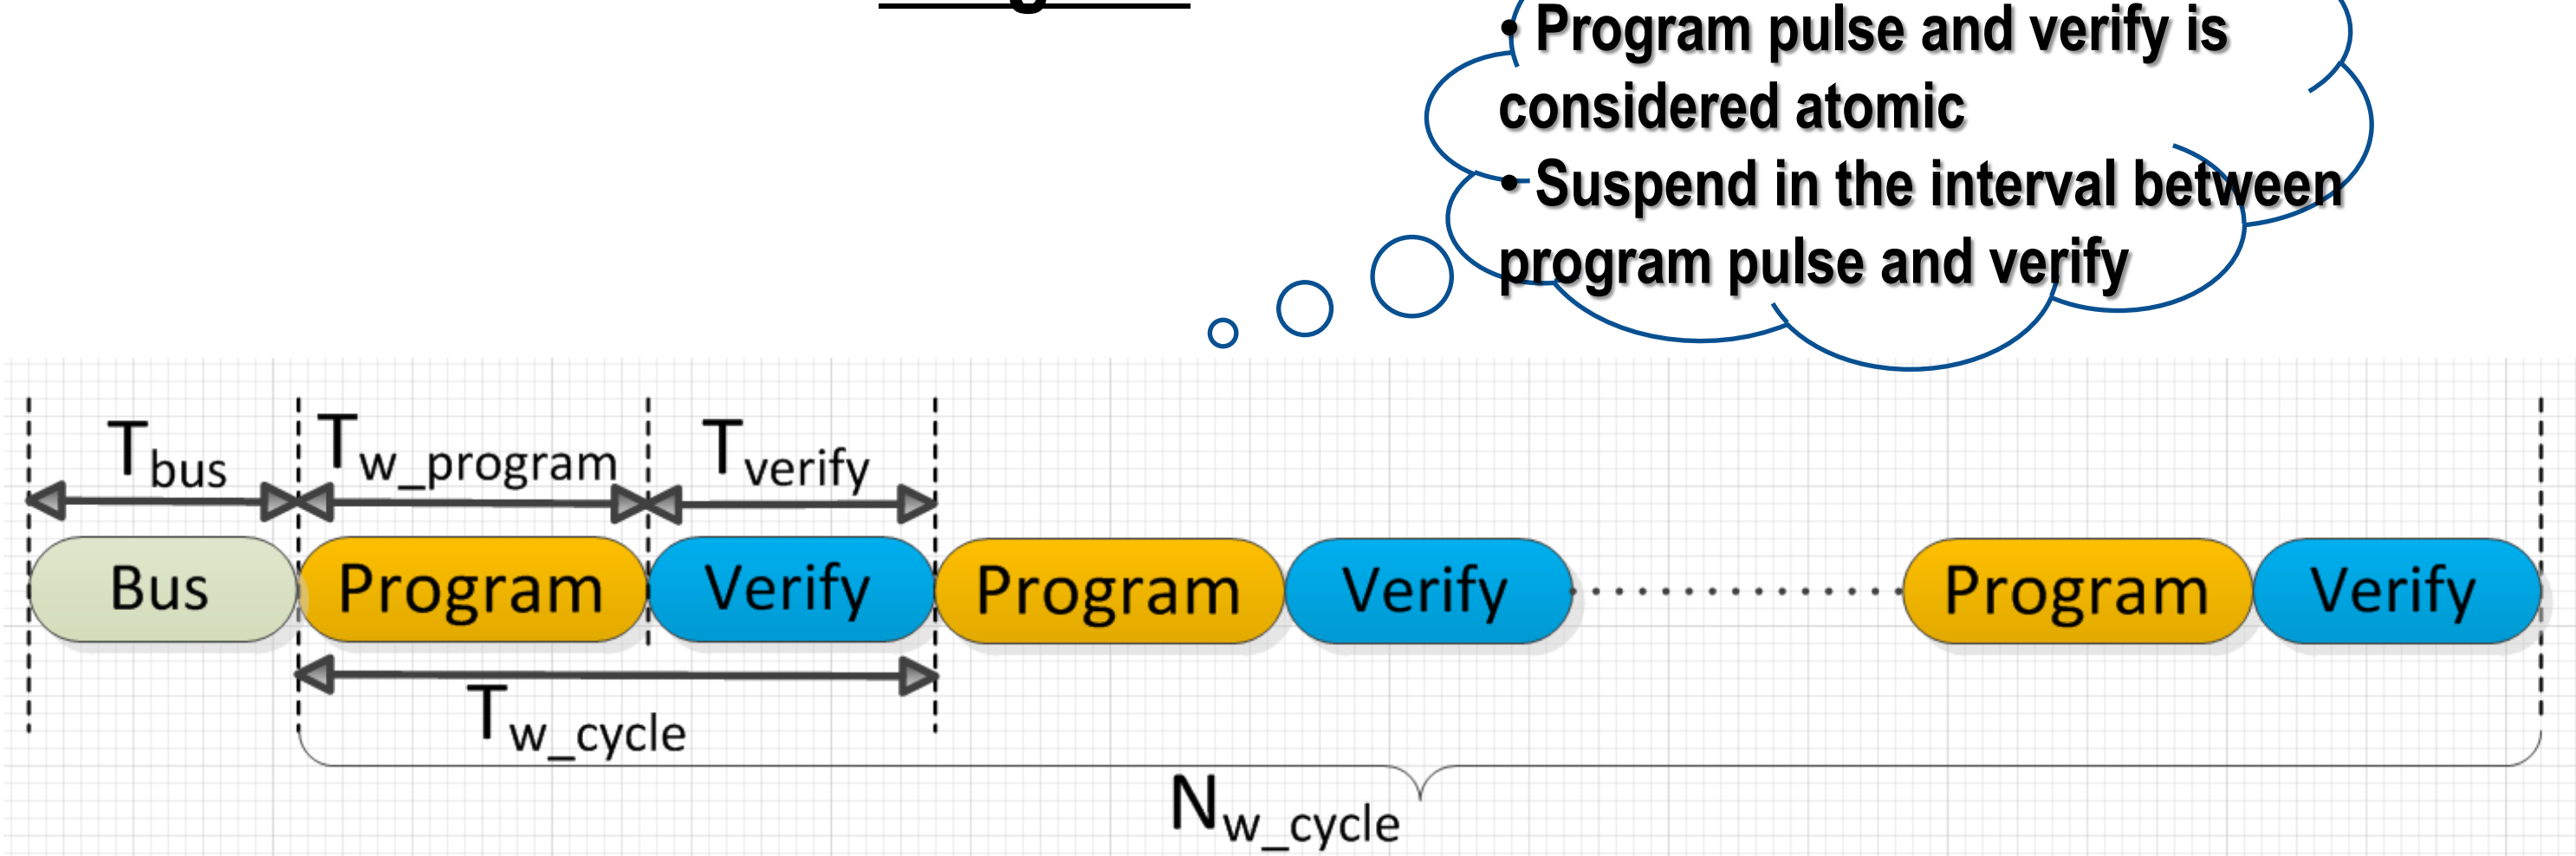 • Program pulse and verify is
considered atomic
• Suspend in the interval between
program pulse and verify
Tbus Tw_program Tverify
Bus Program Verify Program Verify Program Verify
Tw_cycle
Nw_cycle